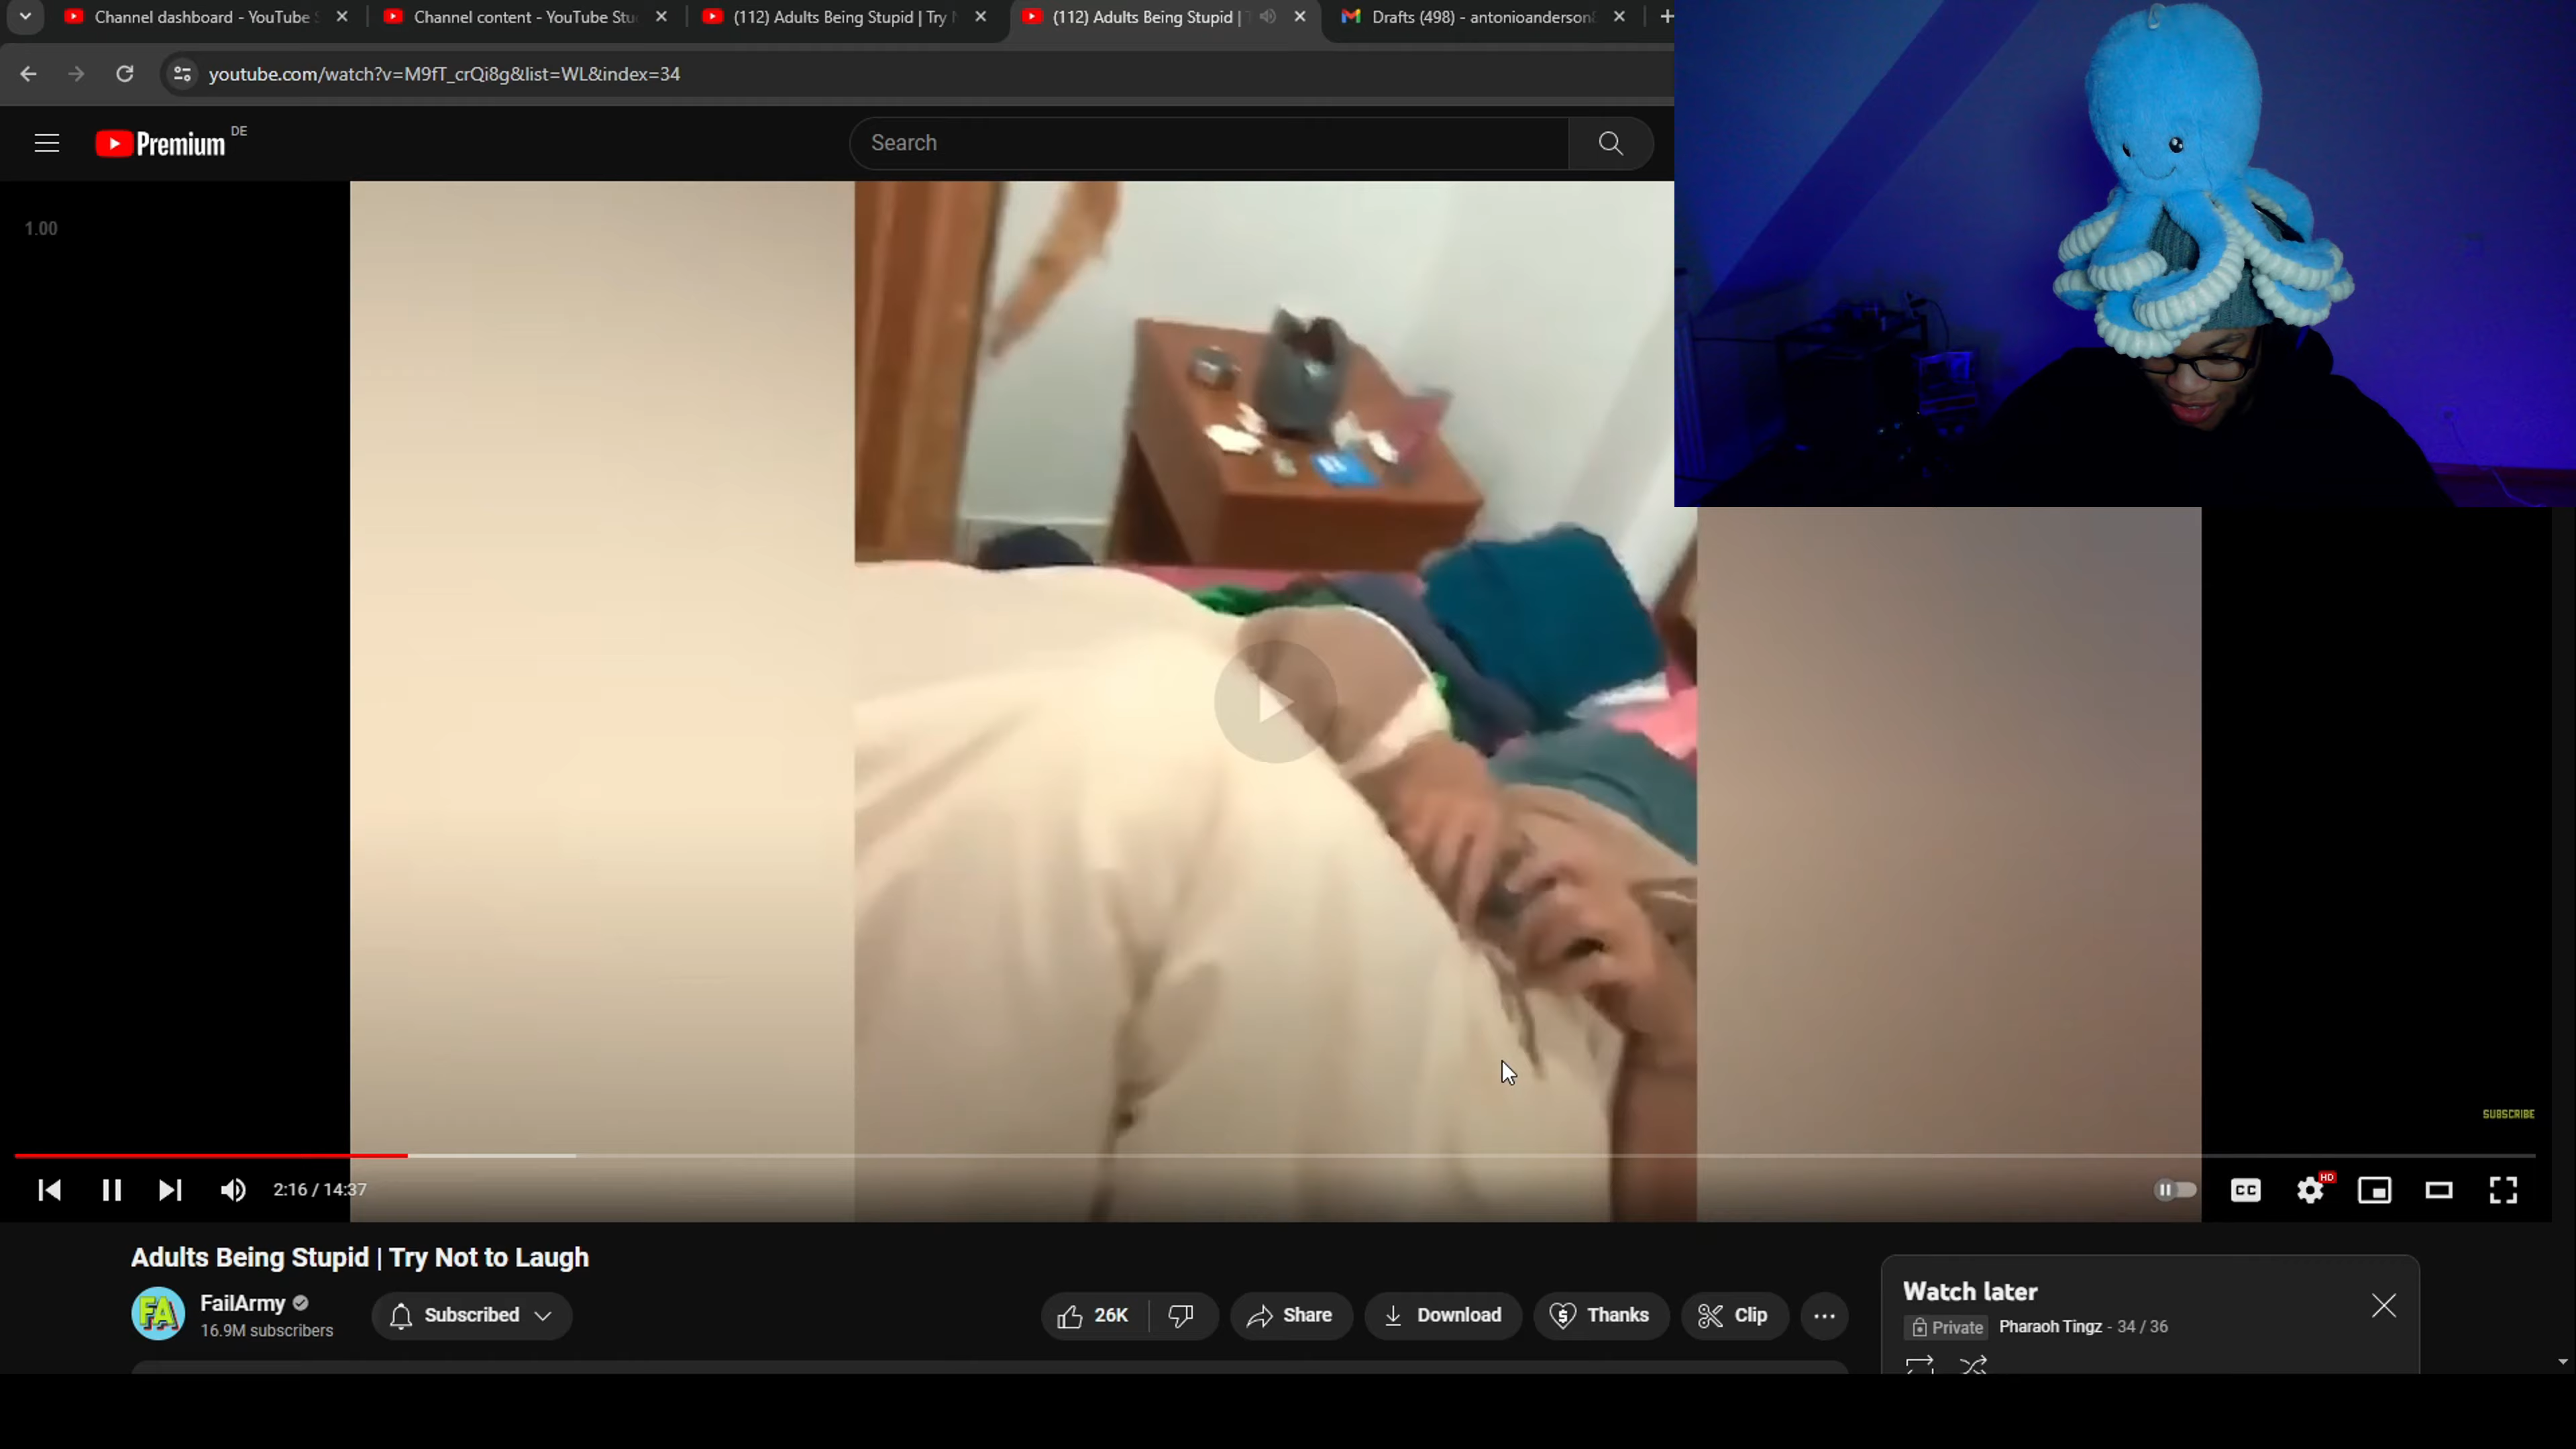 Channel dashboard - YouTube S
Channel content - YouTube Stu
(112) Adults Being Stupid | Try N
(112) Adults Being Stupid | T
Drafts (498) - antonioanderson
youtube.com/watch?v=M9fT_crQi8g&list=WL&index=34
Premium DE
Search
1.00
SUBSCRIBE
2:16 / 14:37
CC
HD
Adults Being Stupid | Try Not to Laugh
FA
FailArmy
16.9M subscribers
Subscribed
26K
Share
Download
Thanks
Clip
Watch later
Private Pharaoh Tingz - 34 / 36